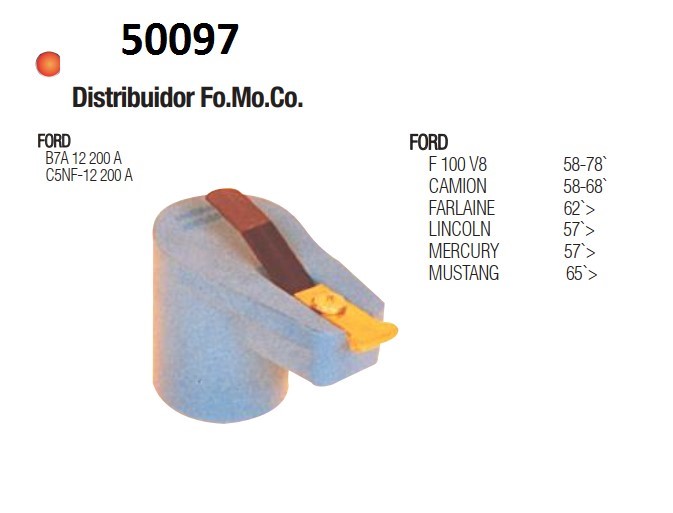 50097
Distribuidor Fo.Mo.Co.
FORD
B7A 12 200 A
C5NF-12 200 A
FORD
F 100 V8 58-78`
CAMION 58-68`
FARLAINE 62`>
LINCOLN 57`>
MERCURY 57`>
MUSTANG 65`>